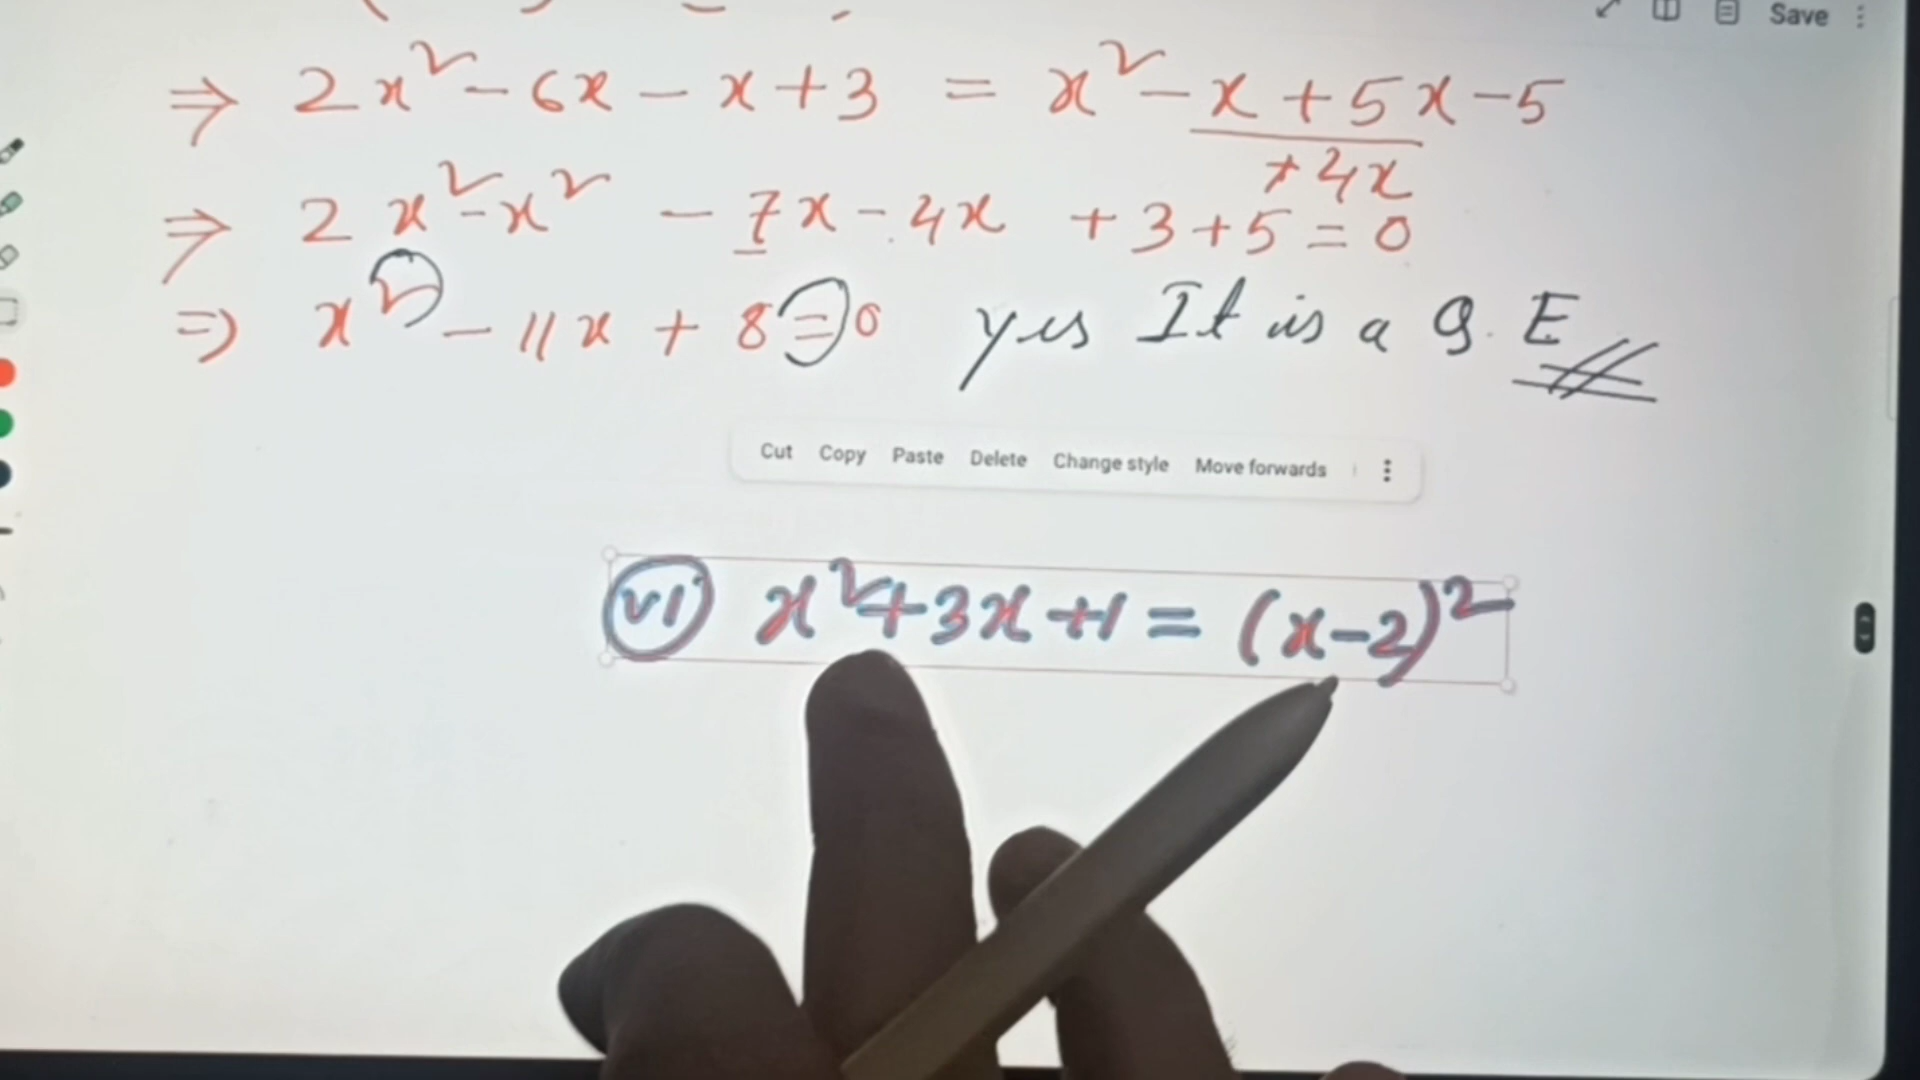 Save
⇒ 2x² - 6x - x + 3 = x² - x + 5x - 5
+4x
⇒ 2x² - x² - 7x - 4x + 3 + 5 = 0
⇒ x² - 11x + 8 = 0 yes It is a Q.E
Cut Copy Paste Delete Change style Move forwards
(vi) x² + 3x + 1 = (x-2)²